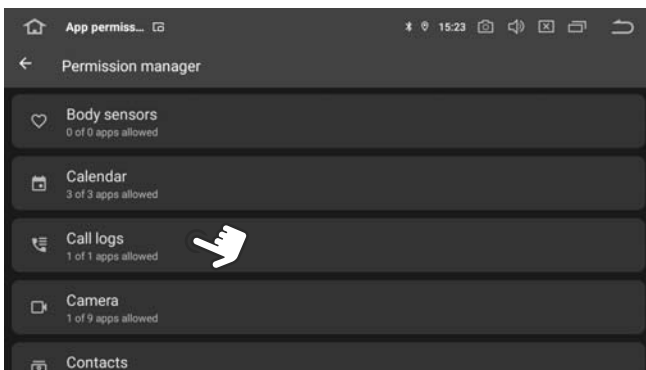 App permiss...
15:23
Permission manager
Body sensors
0 of 0 apps allowed
Calendar
3 of 3 apps allowed
Call logs
1 of 1 apps allowed
Camera
1 of 9 apps allowed
Contacts